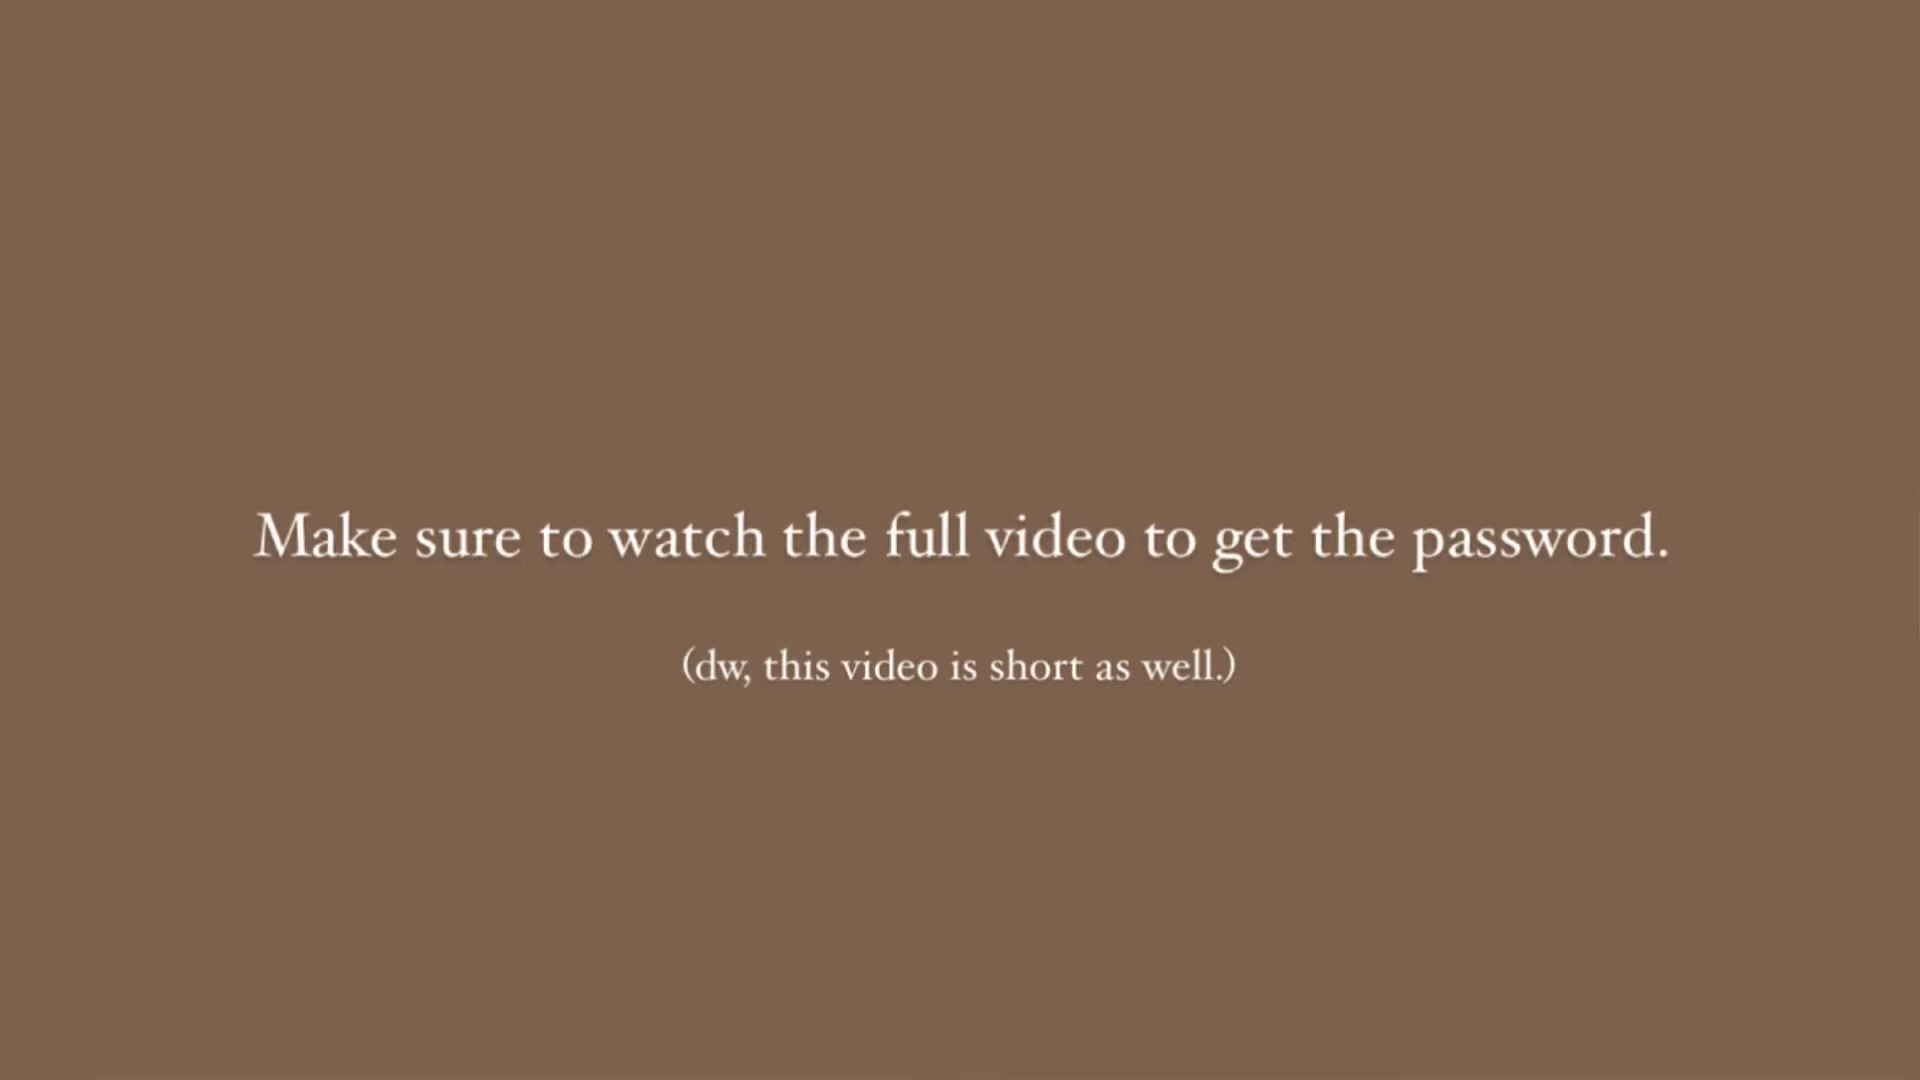 Make sure to watch the full video to get the password.
(dw, this video is short as well.)